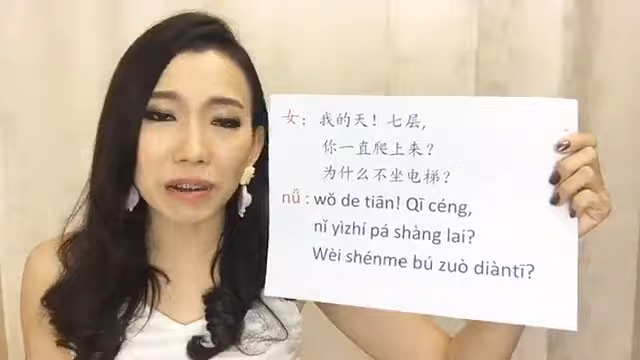 女：我的天！七层,
你一直爬上来？
为什么不坐电梯？
nǚ : wǒ de tiān! Qī céng,
nǐ yìzhí pá shàng lai?
Wèi shénme bú zuò diàntī?